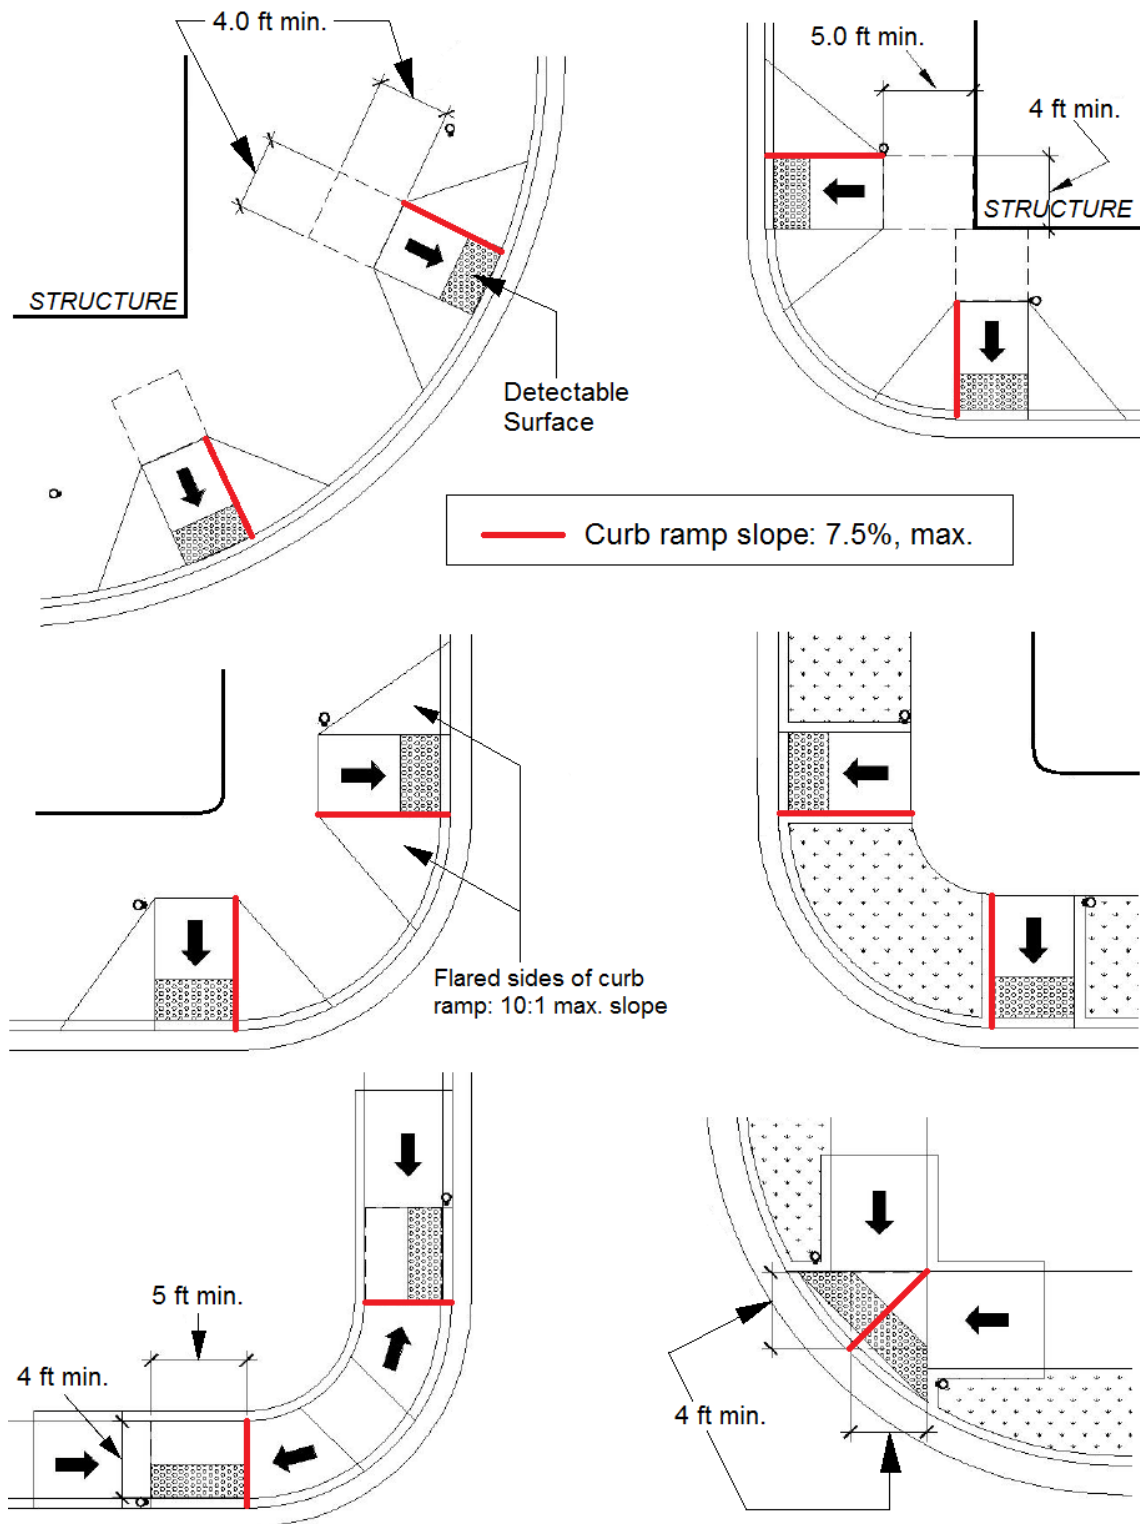 4.0 ft min.
5.0 ft min.
4 ft min.
STRUCTURE
STRUCTURE
Detectable
Surface
Curb ramp slope: 7.5%, max.
Flared sides of curb
ramp: 10:1 max. slope
5 ft min.
4 ft min.
4 ft min.